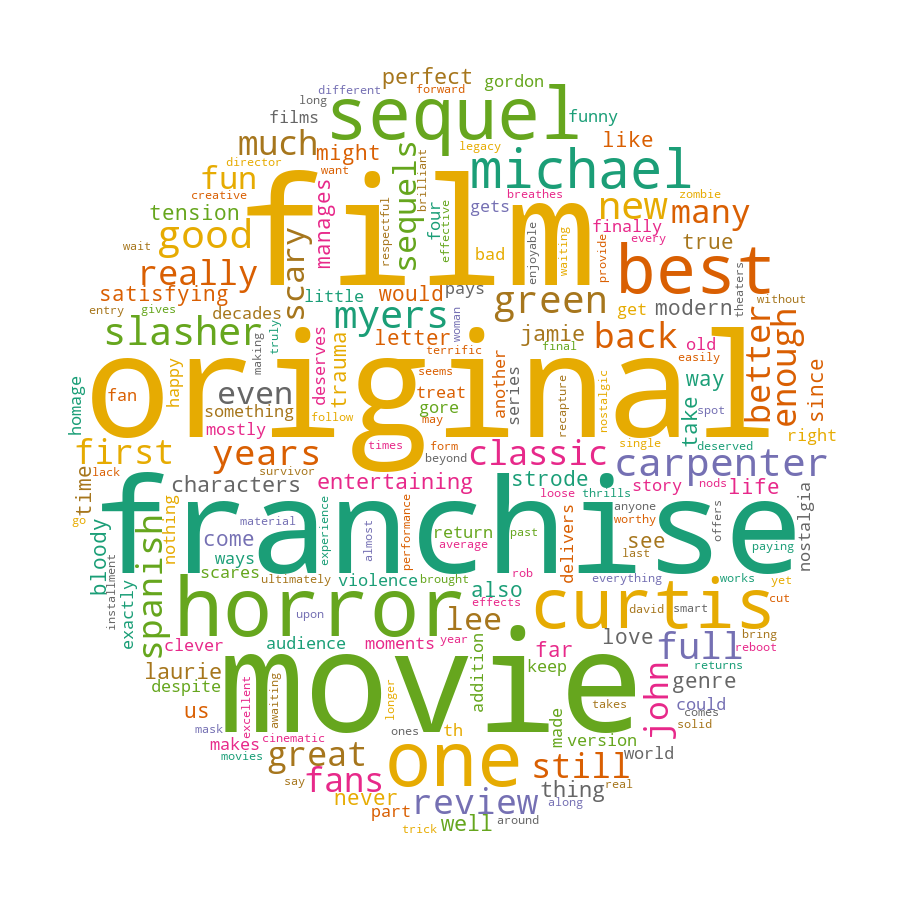 perfect
gordon
different
forward
long
films
sequel
funny
much
might
legacy
like
director
want
fun
michael
creative
film
breathes
zombie
tension
sequels
brilliant
manages
respectful
four
effective
gets
new
many
good
scary
wait
finally
every
true
bad
enjoyable
waiting
provide
really
best
theaters
satisfying
little
would
pays
green
get
modern
without
entry
gives
decades
myers
woman
slasher
truly
making
letter
jamie
back
old
better
enough
final
terrific
easily
original
deserves
trauma
seems
another
series
way
since
homage
happy
fan
even
treat
recapture
nostalgic
take
spot
something
gore
follow
may
mostly
times
form
single
deserved
right
first
years
beyond
classic
carpenter
time
lack
survivor
characters
entertaining
strode
story
life
nods
nostalgia
franchise
loose
thrills
anyone
worthy
offers
go
bloody
spanish
nothing
material
experience
almost
performance
return
past
average
delivers
see
last
paying
come
ways
installment
exactly
scares
ultimately
violence
brought
rob
effects
everything
works
yet
horror
also
curtis
cut
upon
lee
david
smart
bring
clever
audience
moments
year
far
love
full
reboot
laurie
addition
keep
returns
despite
excellent
awaiting
longer
movie
genre
takes
john
could
comes
us
solid
mask
made
makes
cinematic
ones
th
version
movies
great
one
still
world
say
fans
thing
real
never
review
along
part
well
around
trick